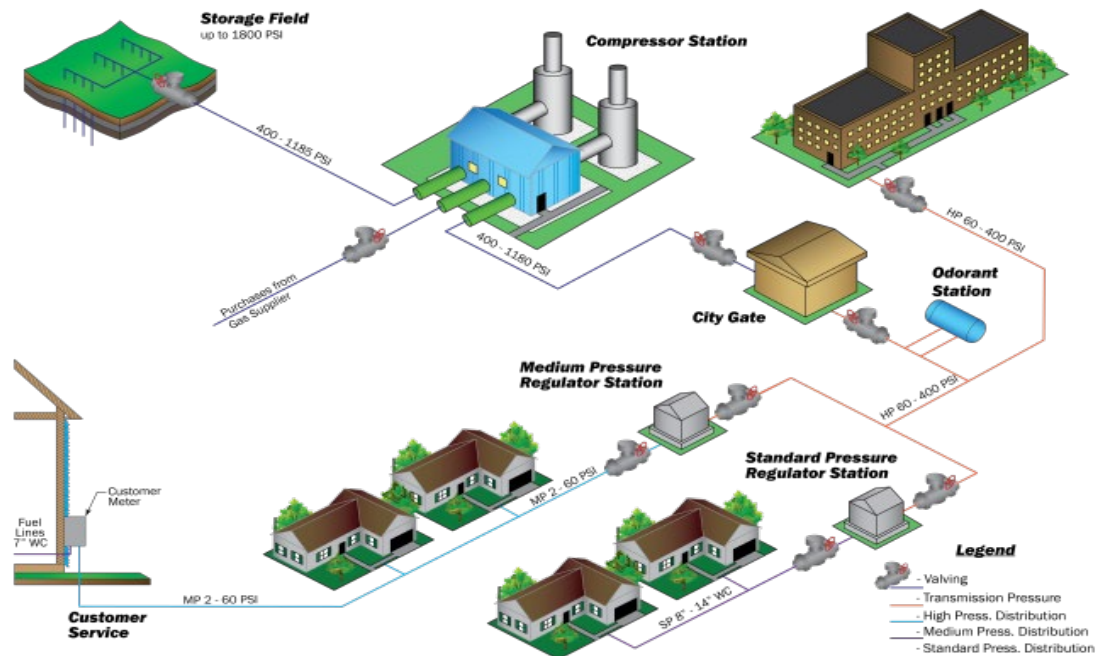 Storage Field
up to 1800 PSI
Compressor Station
400 - 1185 PSI
400 - 1180 PSI
Purchases from
Gas Supplier
HP 60 - 400 PSI
City Gate
Odorant
Station
HP 60 - 400 PSI
Medium Pressure
Regulator Station
Standard Pressure
Regulator Station
MP 2 - 60 PSI
Customer
Meter
Fuel
Lines
7" WC
MP 2 - 60 PSI
SP 8" - 14" WC
Customer
Service
Legend
- Valving
- Transmission Pressure
- High Press. Distribution
- Medium Press. Distribution
- Standard Press. Distribution